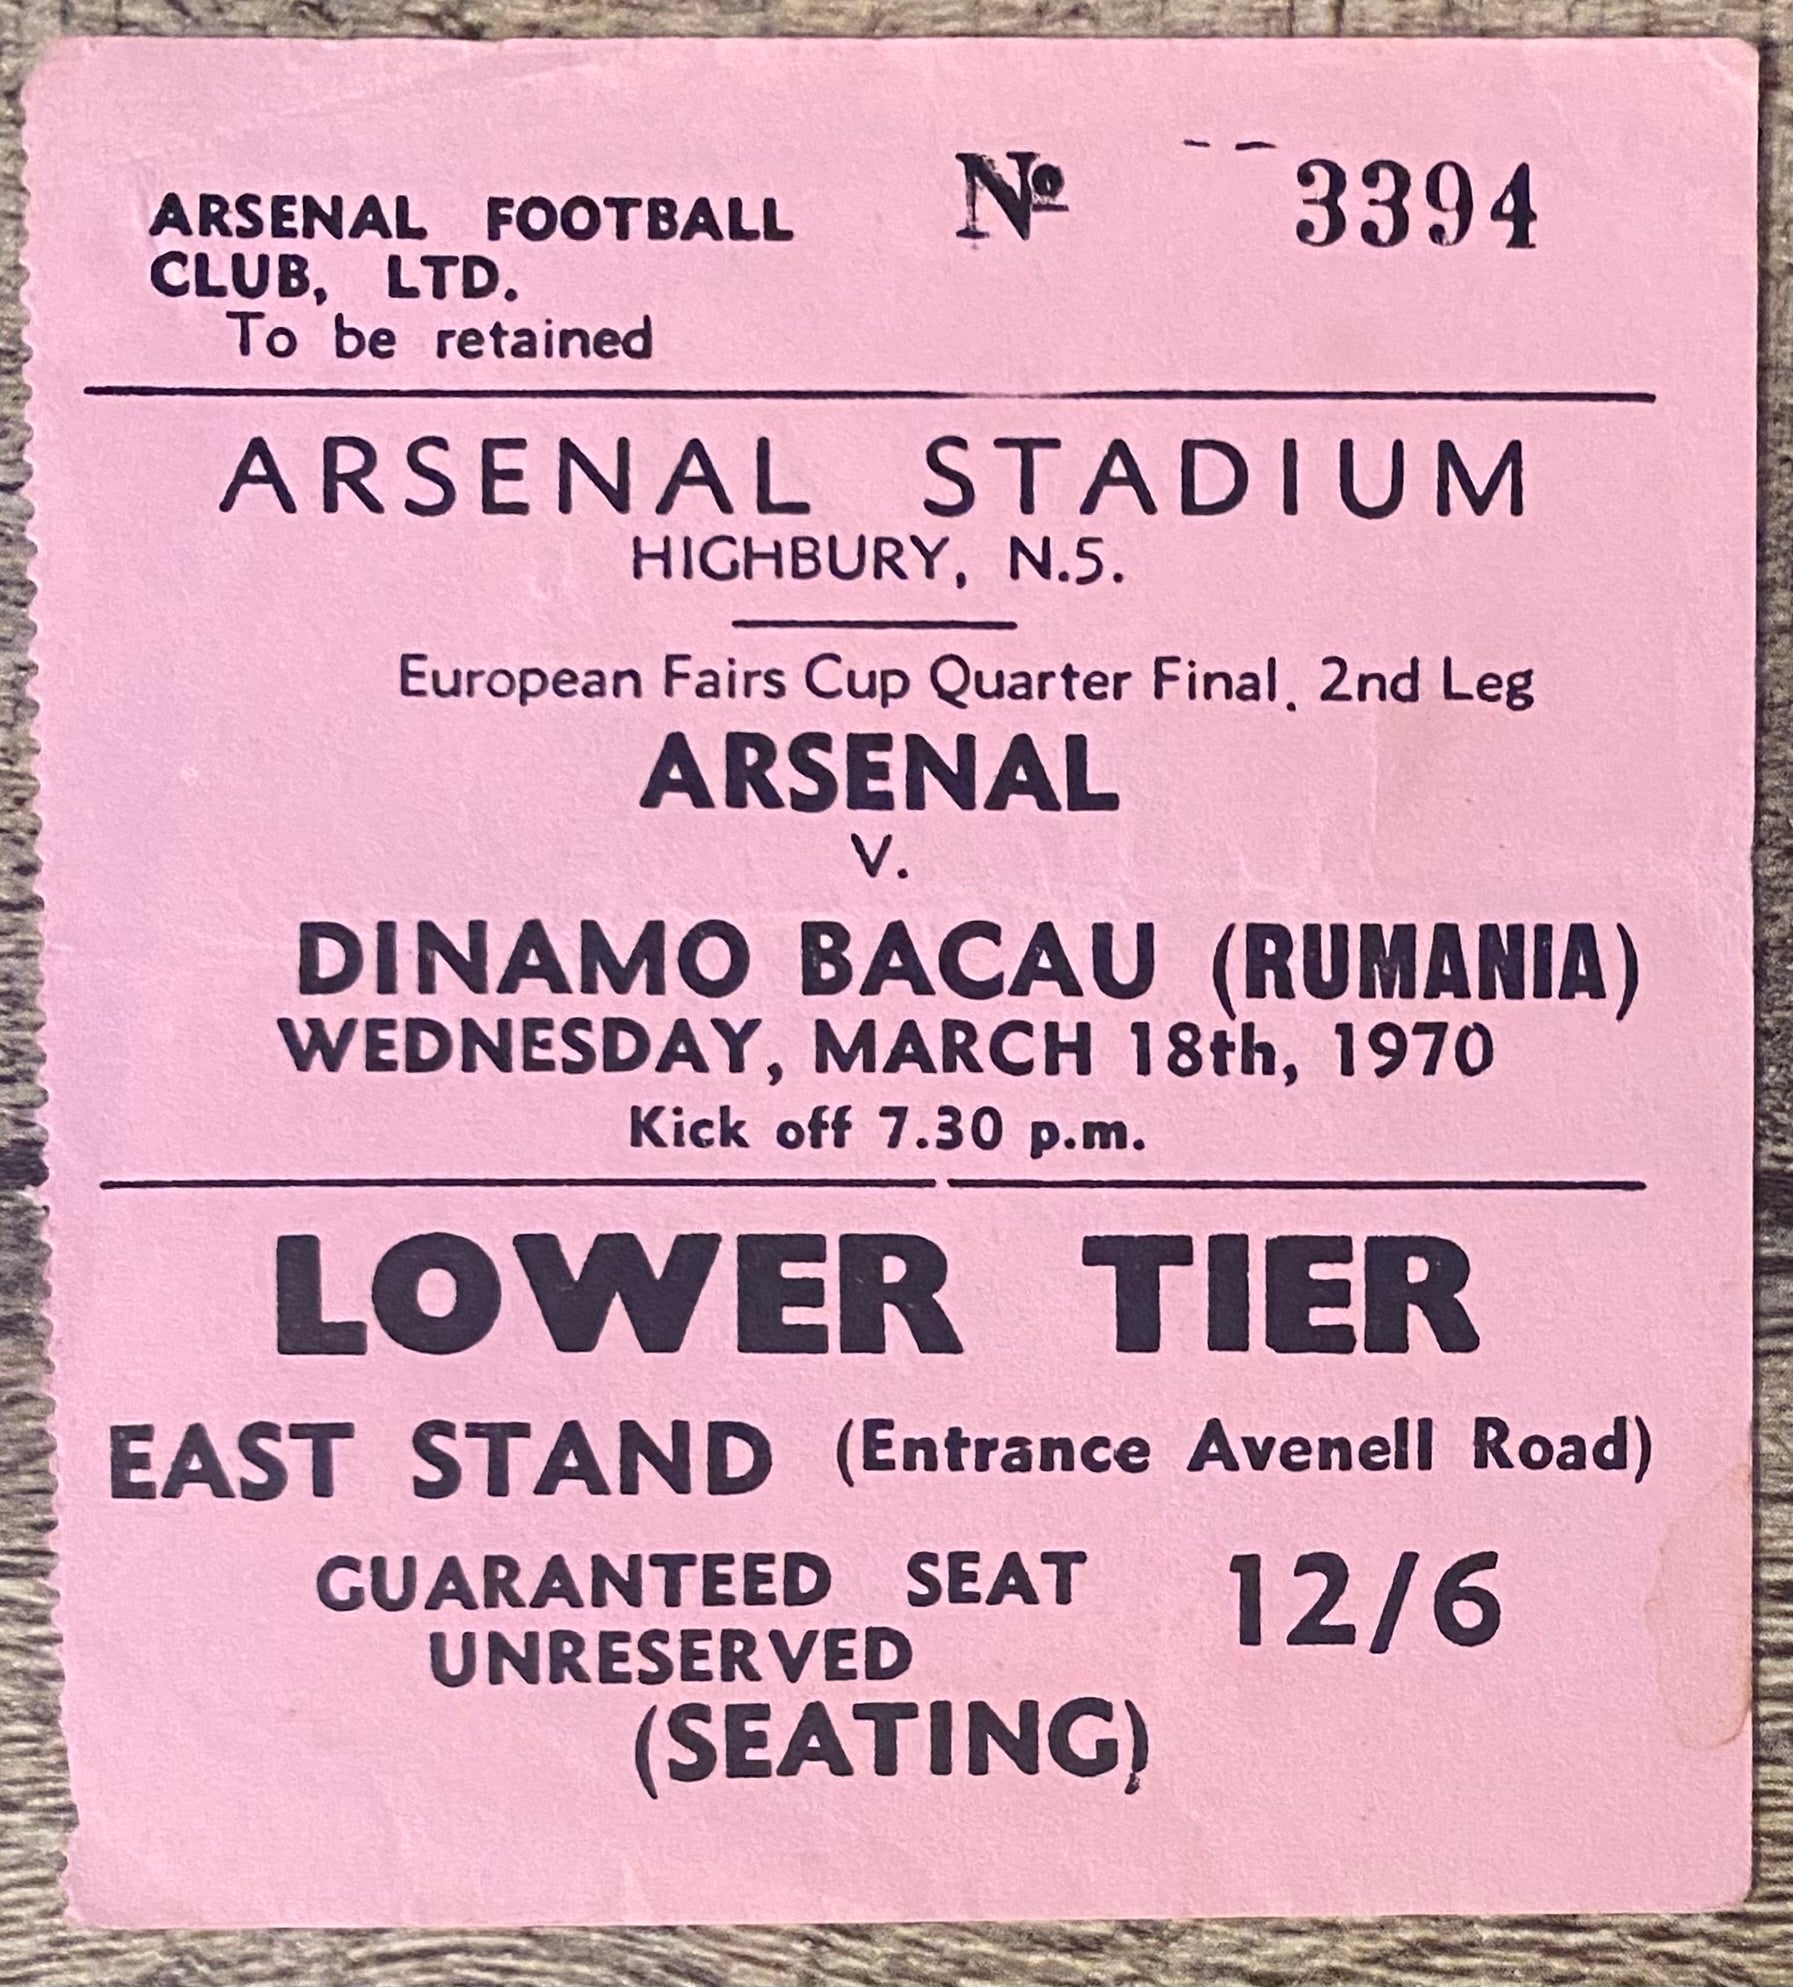 ARSENAL FOOTBALL
CLUB, LTD.
To be retained
Nº 3394
ARSENAL STADIUM
HIGHBURY, N.5.
European Fairs Cup Quarter Final. 2nd Leg
ARSENAL
V.
DINAMO BACAU (RUMANIA)
WEDNESDAY, MARCH 18th, 1970
Kick off 7.30 p.m.
LOWER TIER
EAST STAND (Entrance Avenell Road)
GUARANTEED SEAT 12/6
UNRESERVED
(SEATING)